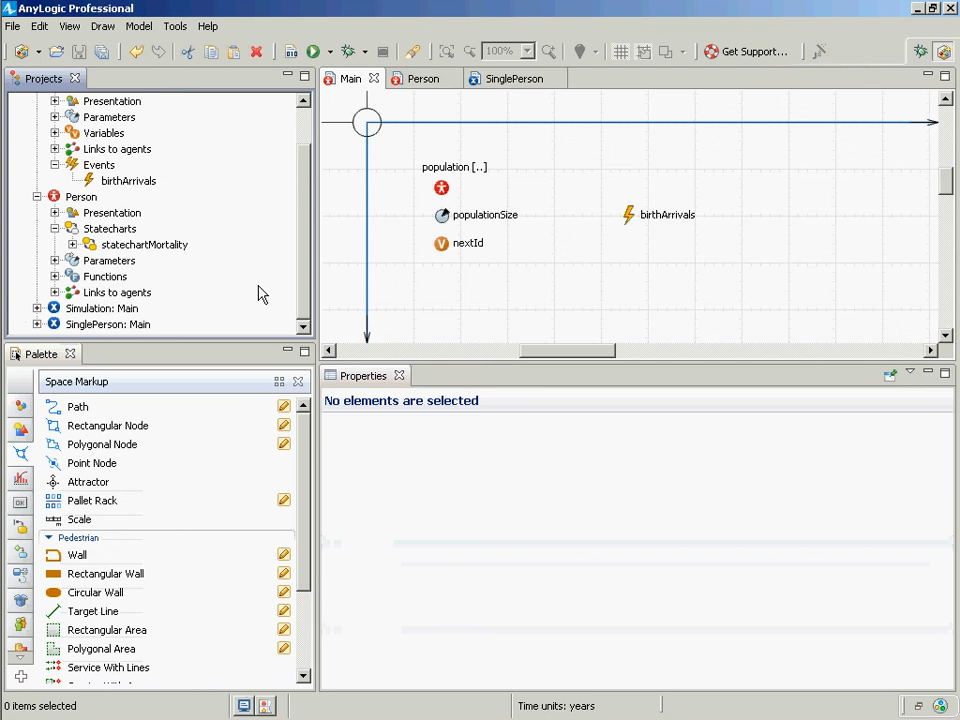 AnyLogic Professional
File Edit View Draw Model Tools Help
100% Get Support...
Projects
Main Person SinglePerson
Presentation
Parameters
Variables
Links to agents
Events
birthArrivals
Person
Presentation
Statecharts
statechartMortality
Parameters
Functions
Links to agents
Simulation: Main
SinglePerson: Main
population [..]
populationSize
birthArrivals
nextId
Palette
Space Markup
Path
Rectangular Node
Polygonal Node
Point Node
Attractor
Pallet Rack
Scale
Pedestrian
Wall
Rectangular Wall
Circular Wall
Target Line
Rectangular Area
Polygonal Area
Service With Lines
Properties
No elements are selected
0 items selected
Time units: years